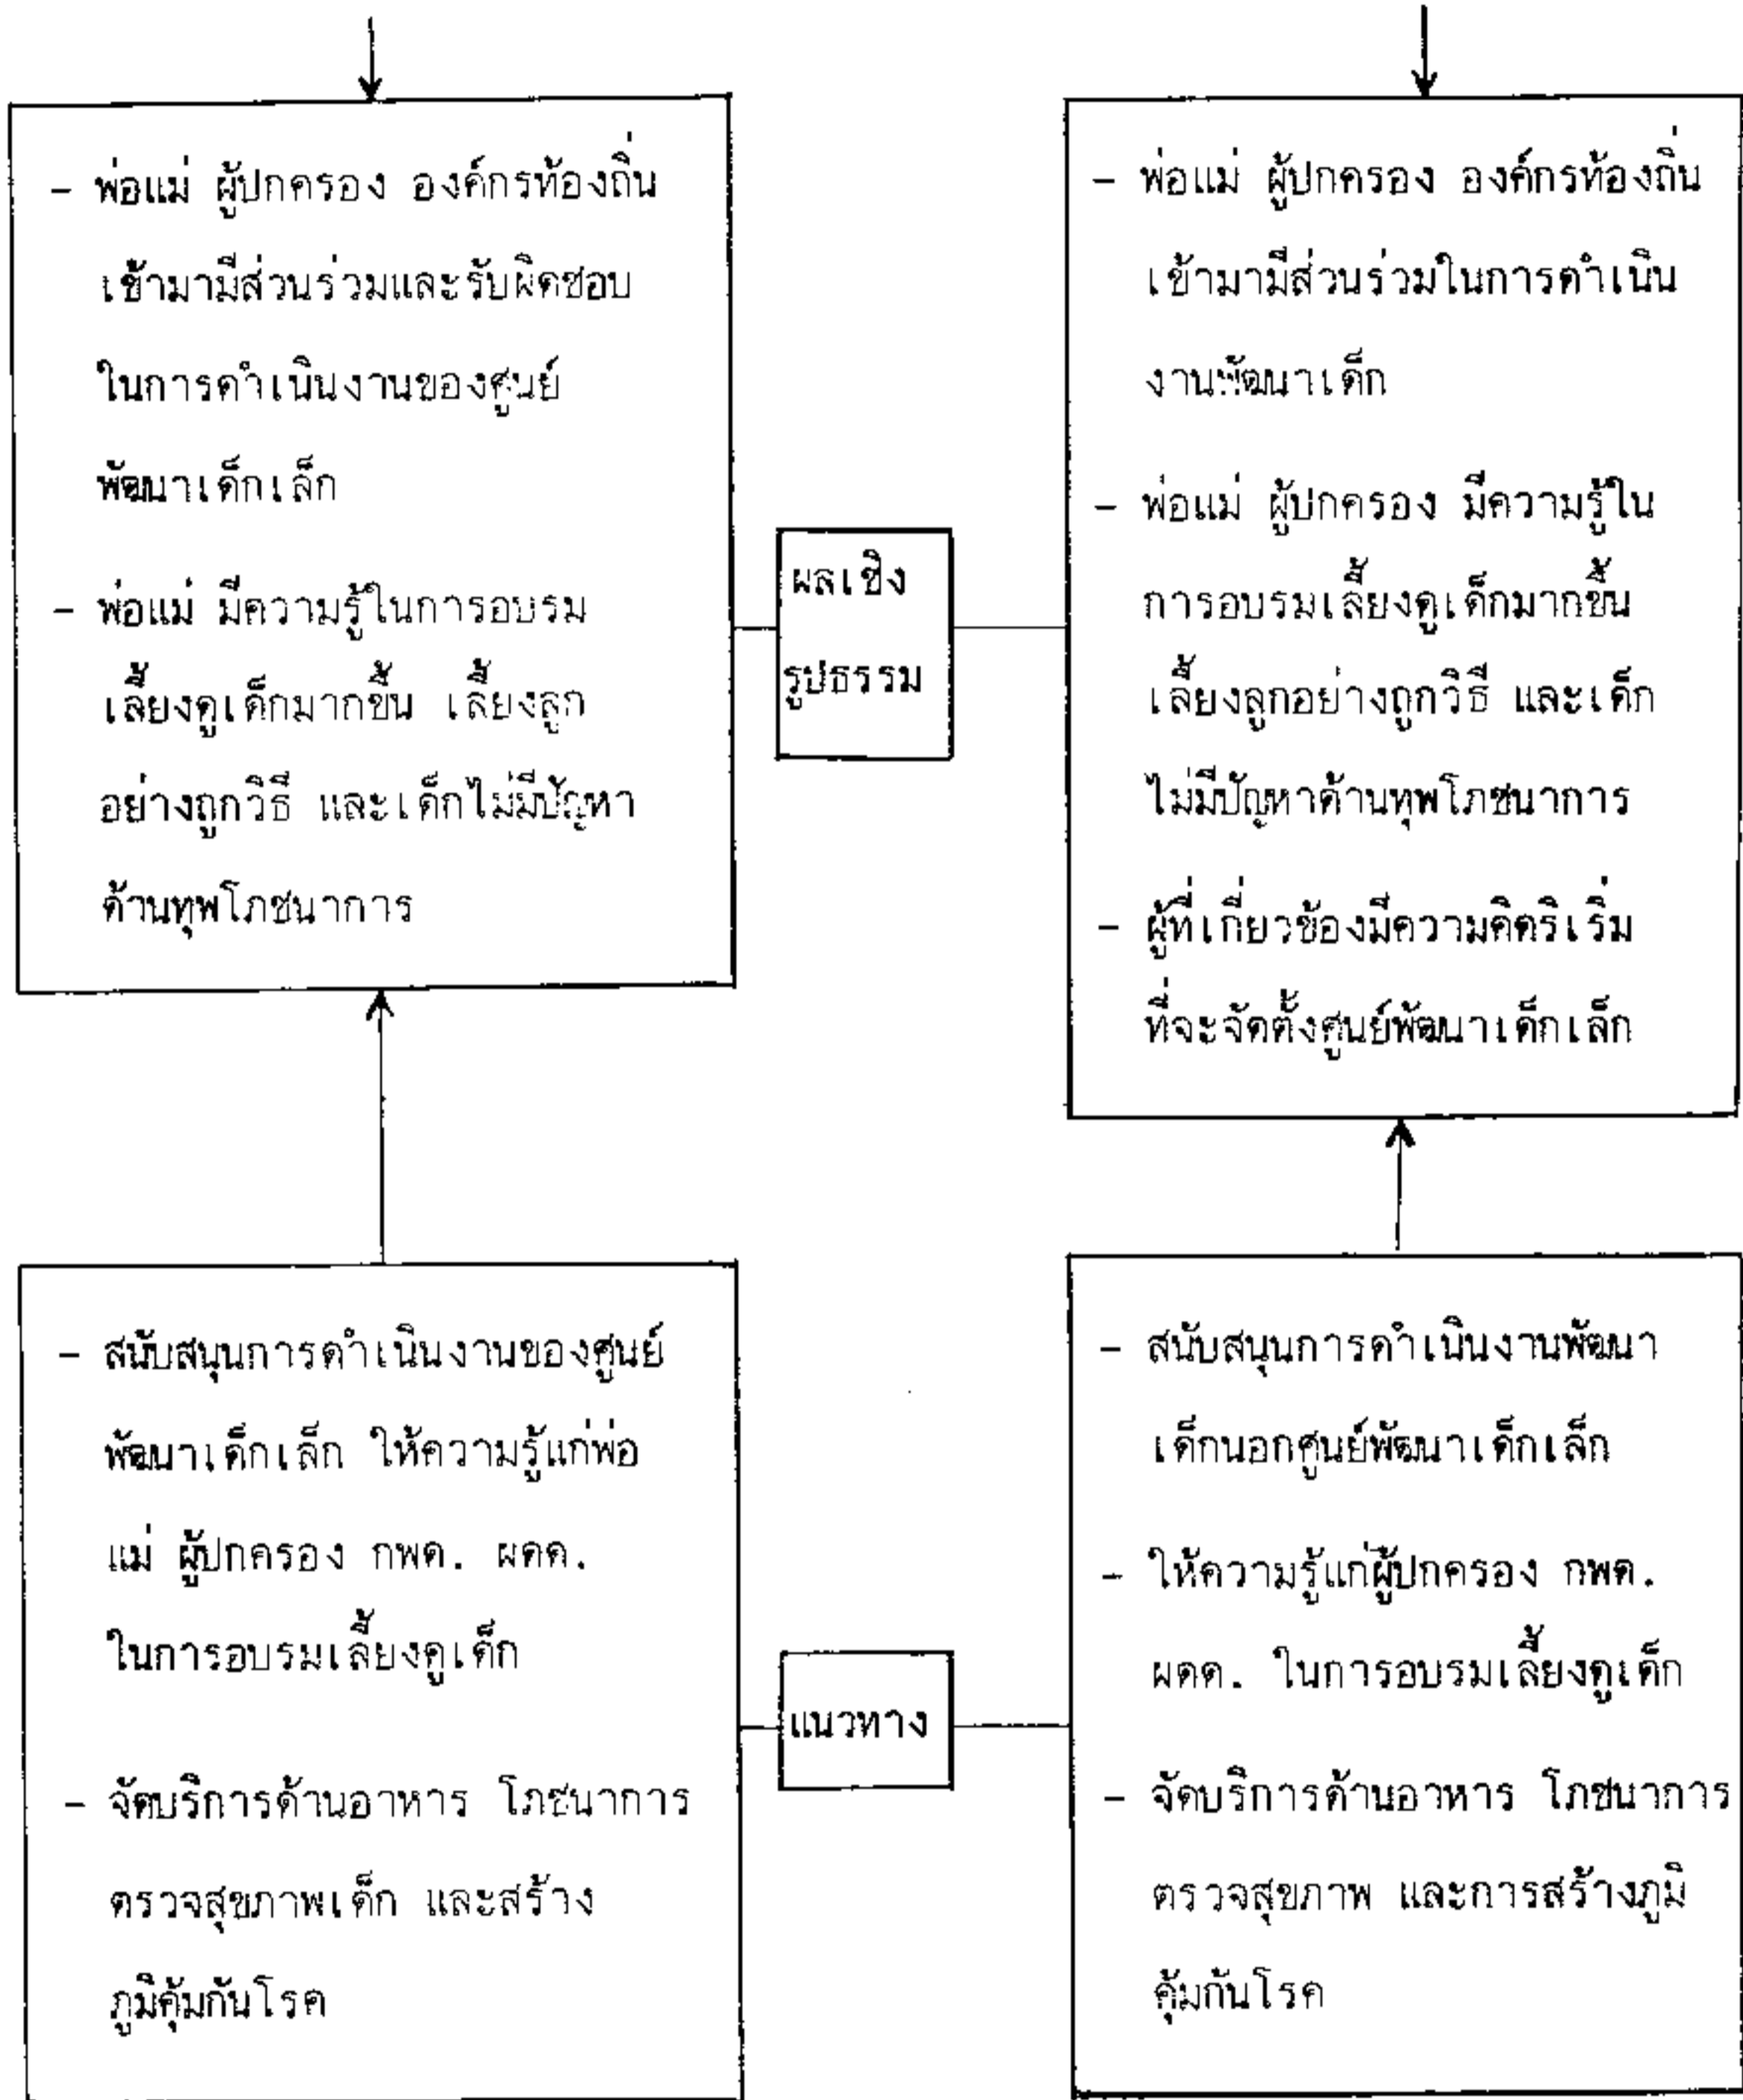 - พ่อแม่ ผู้ปกครอง องค์กรท้องถิ่น
เข้ามามีส่วนร่วมและรับผิดชอบ
ในการดำเนินงานของศูนย์
พัฒนาเด็กเล็ก
- พ่อแม่ มีความรู้ในการอบรม
เลี้ยงดูเด็กมากขึ้น เลี้ยงลูก
อย่างถูกวิธี และเด็กไม่มีปัญหา
ด้านทุพโภชนาการ
ผลเชิง
รูปธรรม
- พ่อแม่ ผู้ปกครอง องค์กรท้องถิ่น
เข้ามามีส่วนร่วมในการดำเนิน
งานพัฒนาเด็ก
- พ่อแม่ ผู้ปกครอง มีความรู้ใน
การอบรมเลี้ยงดูเด็กมากขึ้น
เลี้ยงลูกอย่างถูกวิธี และเด็ก
ไม่มีปัญหาด้านทุพโภชนาการ
- ผู้ที่เกี่ยวข้องมีความคิดริเริ่ม
ที่จะจัดตั้งศูนย์พัฒนาเด็กเล็ก
- สนับสนุนการดำเนินงานของศูนย์
พัฒนาเด็กเล็ก ให้ความรู้แก่พ่อ
แม่ ผู้ปกครอง กพด. ผดด.
ในการอบรมเลี้ยงดูเด็ก
- จัดบริการด้านอาหาร โภชนาการ
ตรวจสุขภาพเด็ก และสร้าง
ภูมิคุ้มกันโรค
แนวทาง
- สนับสนุนการดำเนินงานพัฒนา
เด็กนอกศูนย์พัฒนาเด็กเล็ก
- ให้ความรู้แก่ผู้ปกครอง กพด.
ผดด. ในการอบรมเลี้ยงดูเด็ก
- จัดบริการด้านอาหาร โภชนาการ
ตรวจสุขภาพ และการสร้างภูมิ
คุ้มกันโรค